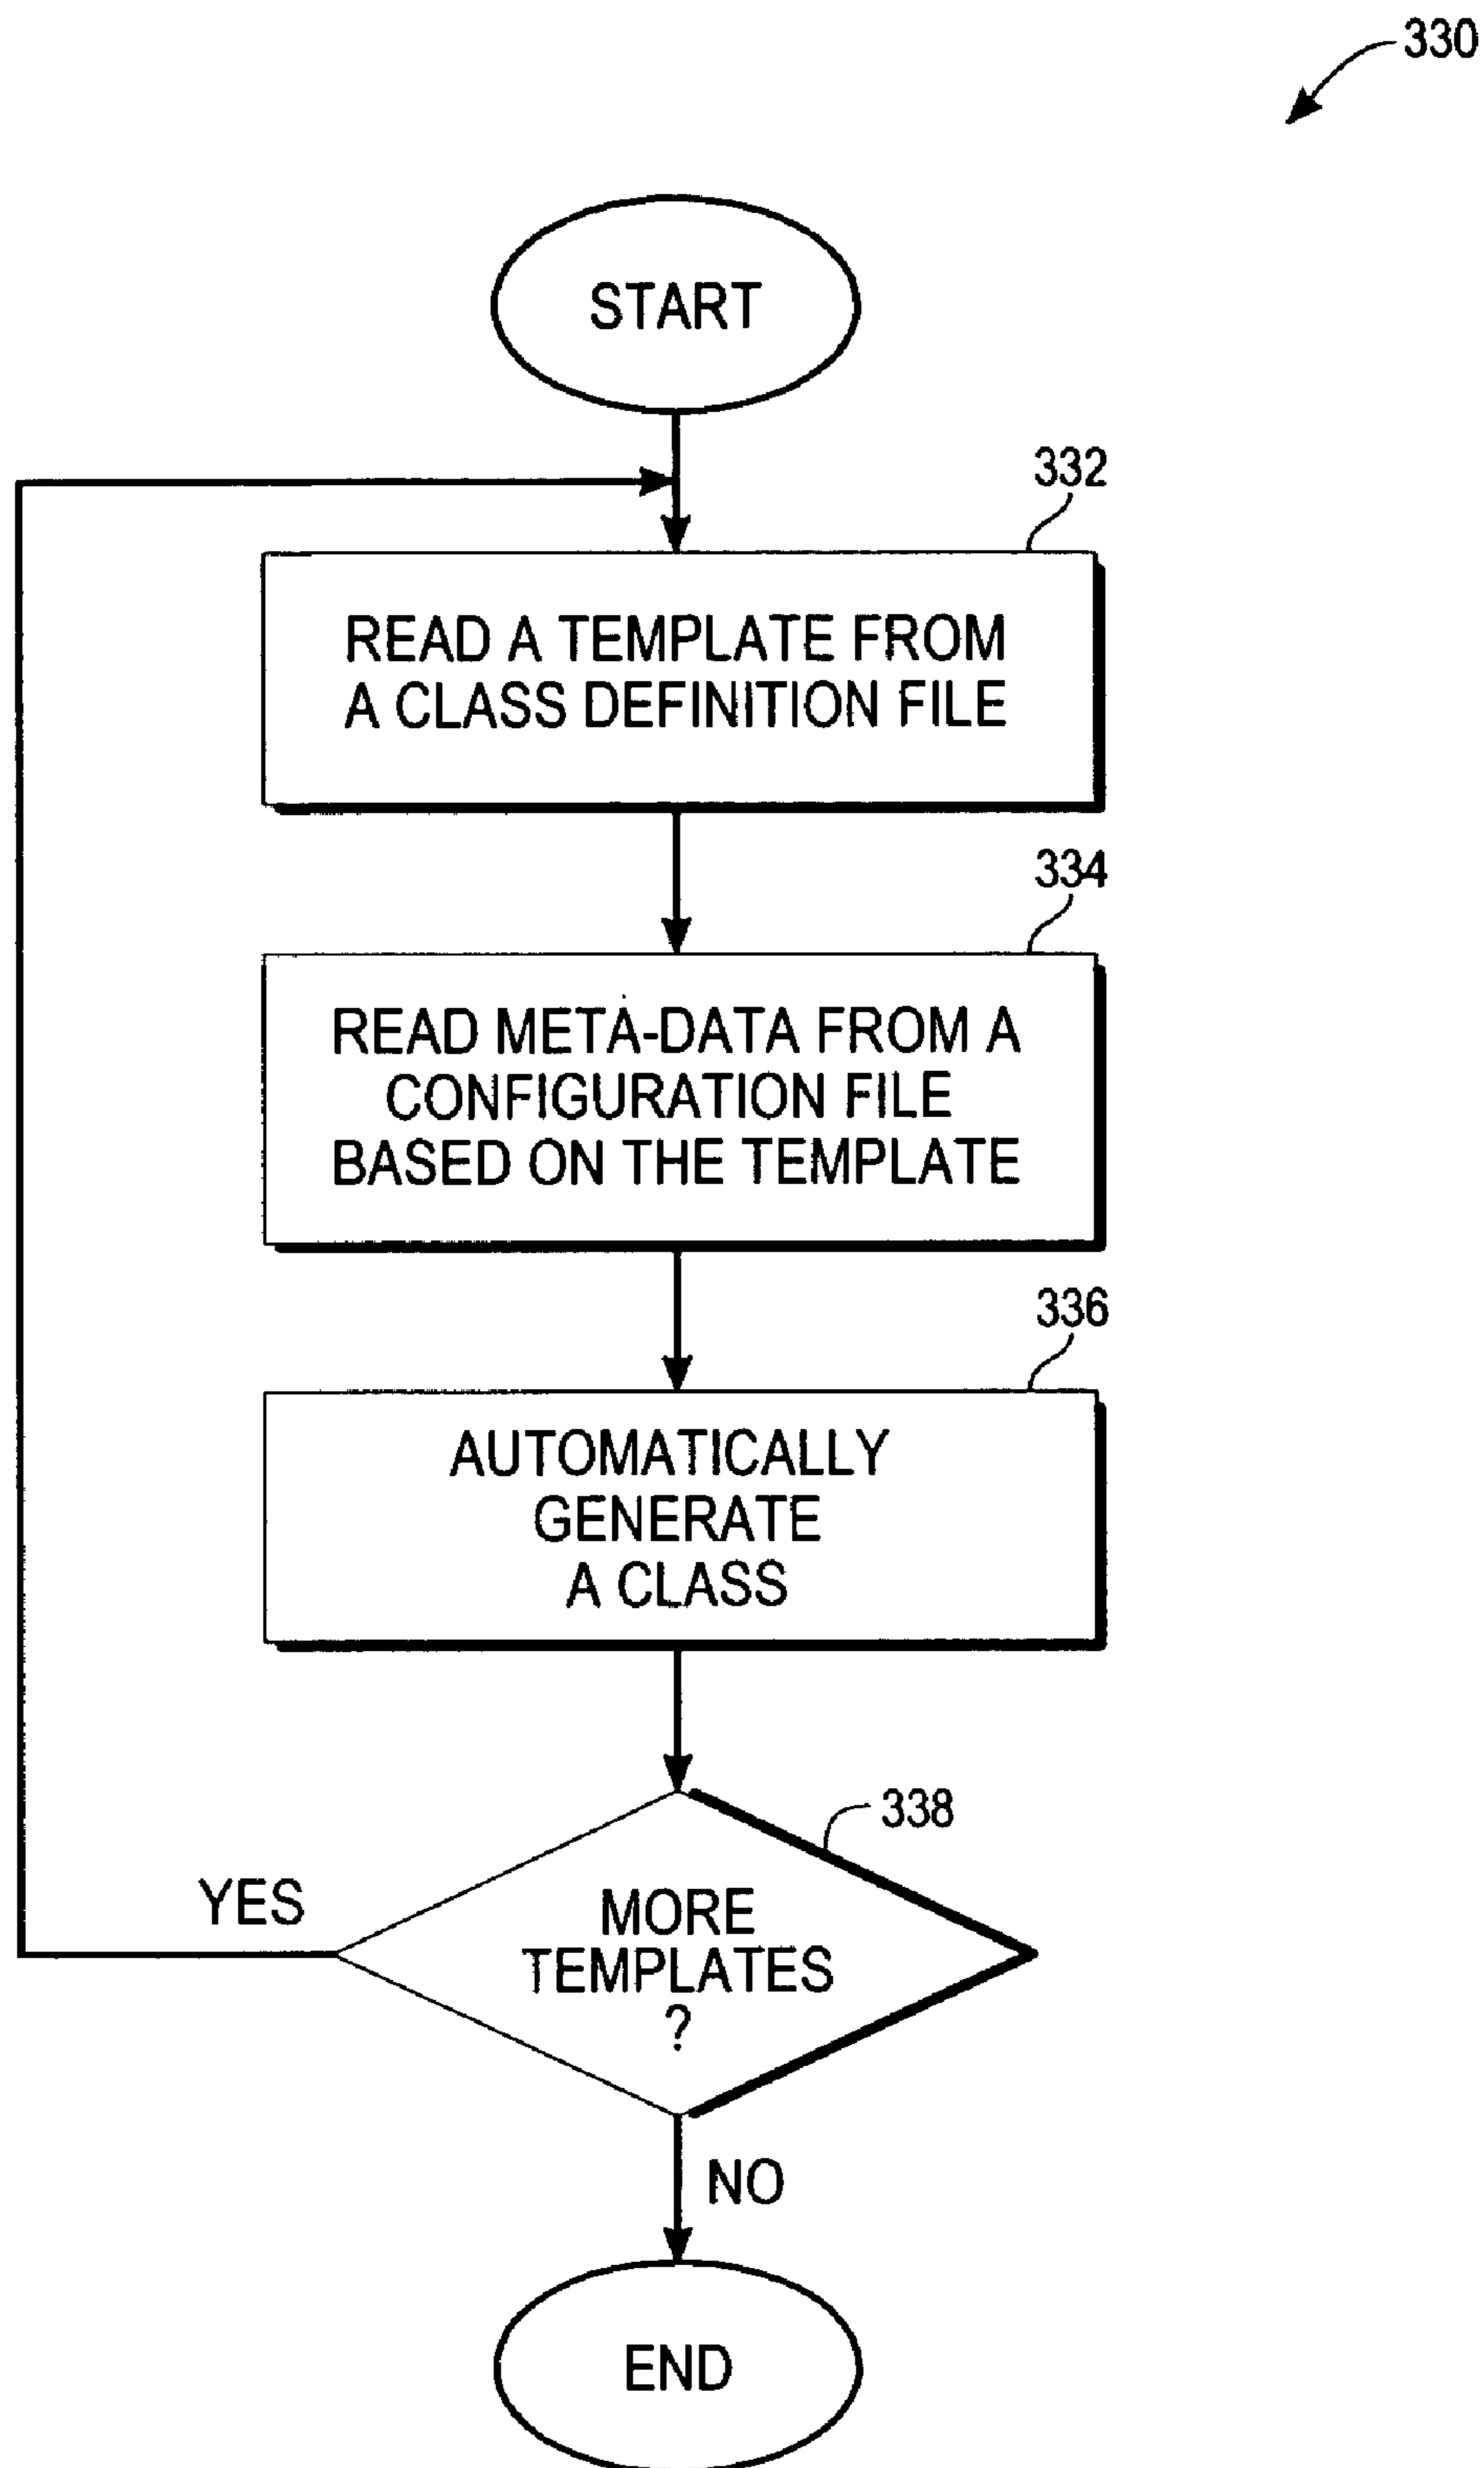 330
START
332
READ A TEMPLATE FROM
A CLASS DEFINITION FILE
334
READ META-DATA FROM A
CONFIGURATION FILE
BASED ON THE TEMPLATE
336
AUTOMATICALLY
GENERATE
A CLASS
338
YES
MORE
TEMPLATES
?
NO
END